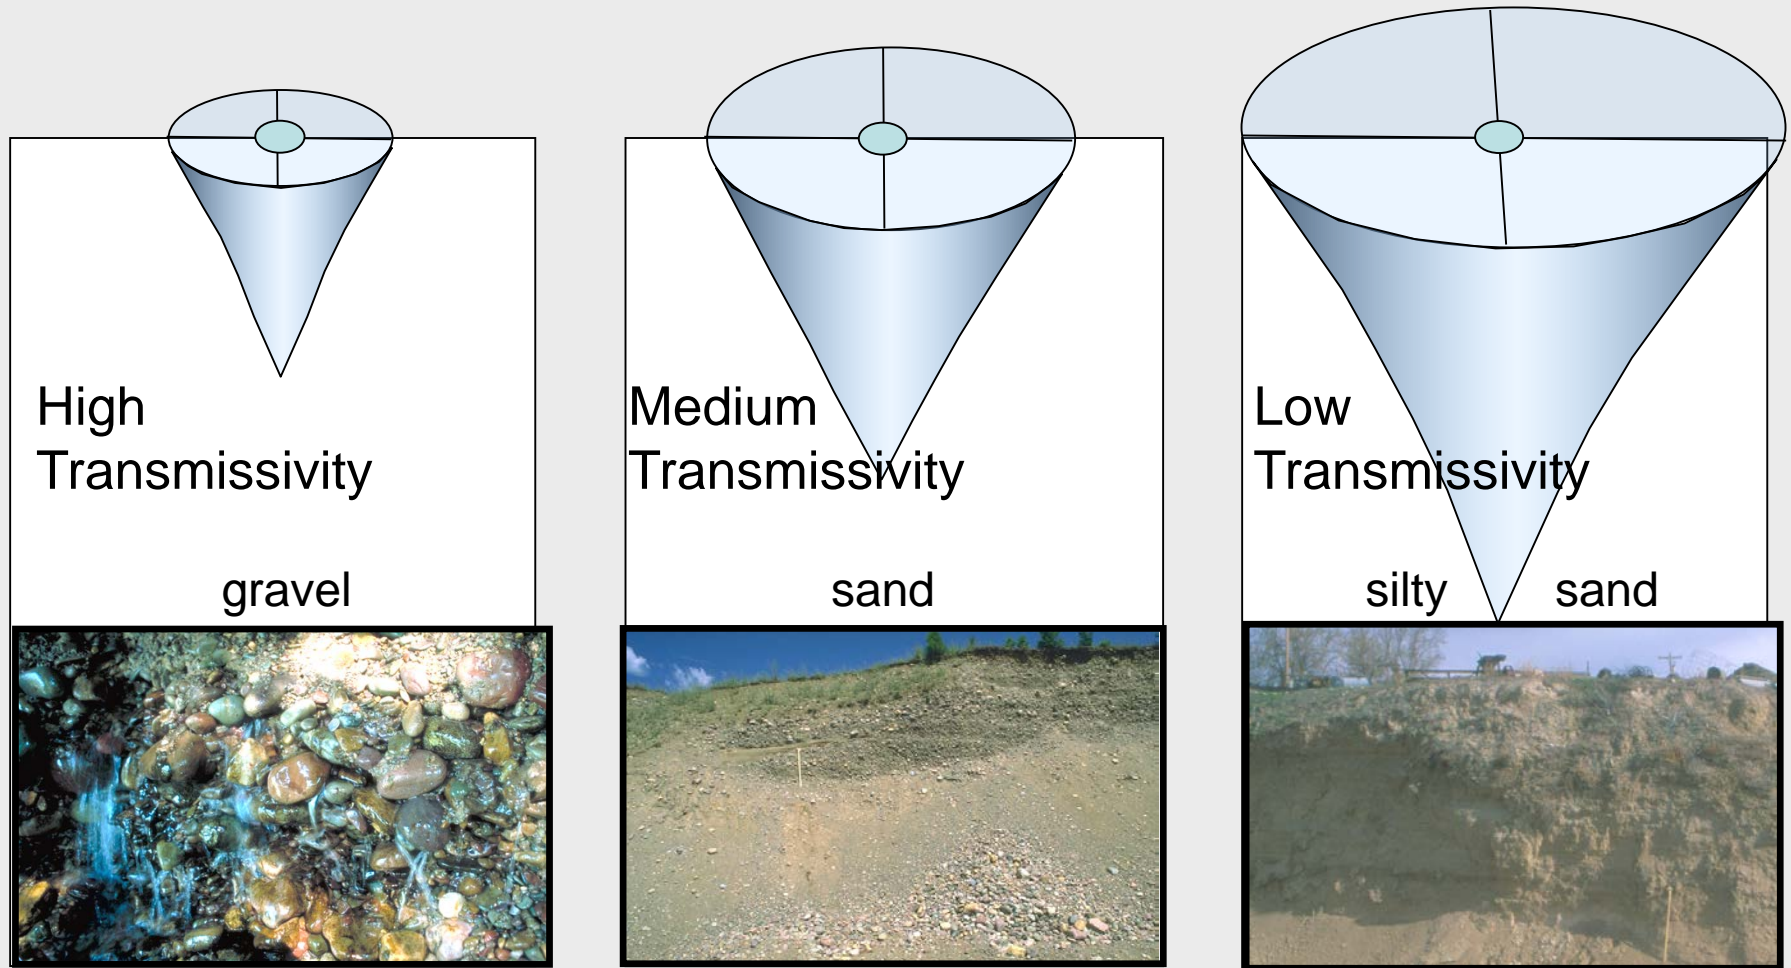 High
Transmissivity
gravel
Medium
Transmissivity
sand
Low
Transmissivity
silty sand